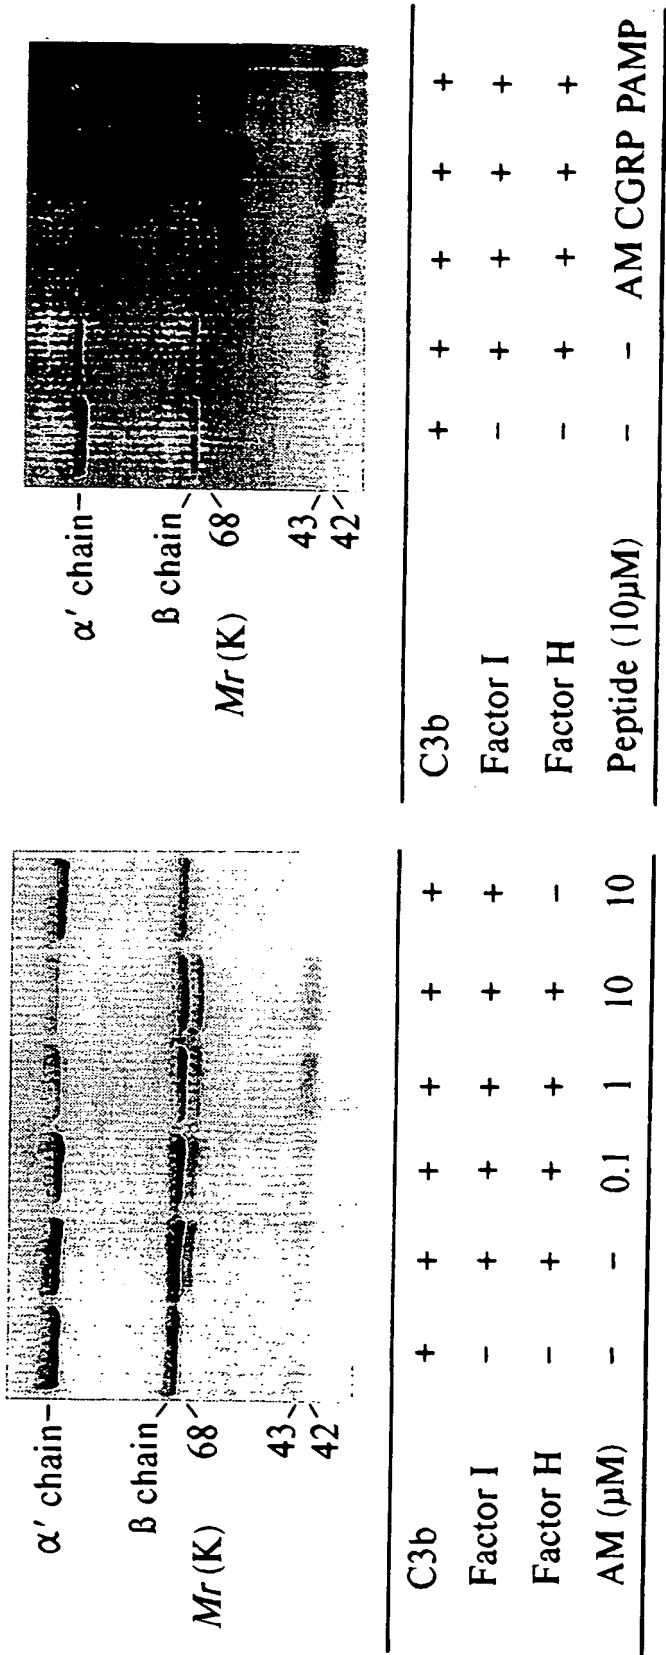 α' chain
β chain
Mr (K)
68
43
42
C3b + + + + + +
Factor I − + + + + +
Factor H − + + + + −
AM (μM) − − 0.1 1 10 10
α' chain
β chain
Mr (K)
68
43
42
C3b + + + + +
Factor I − + + + +
Factor H − + + + +
Peptide (10μM) − − AM CGRP PAMP